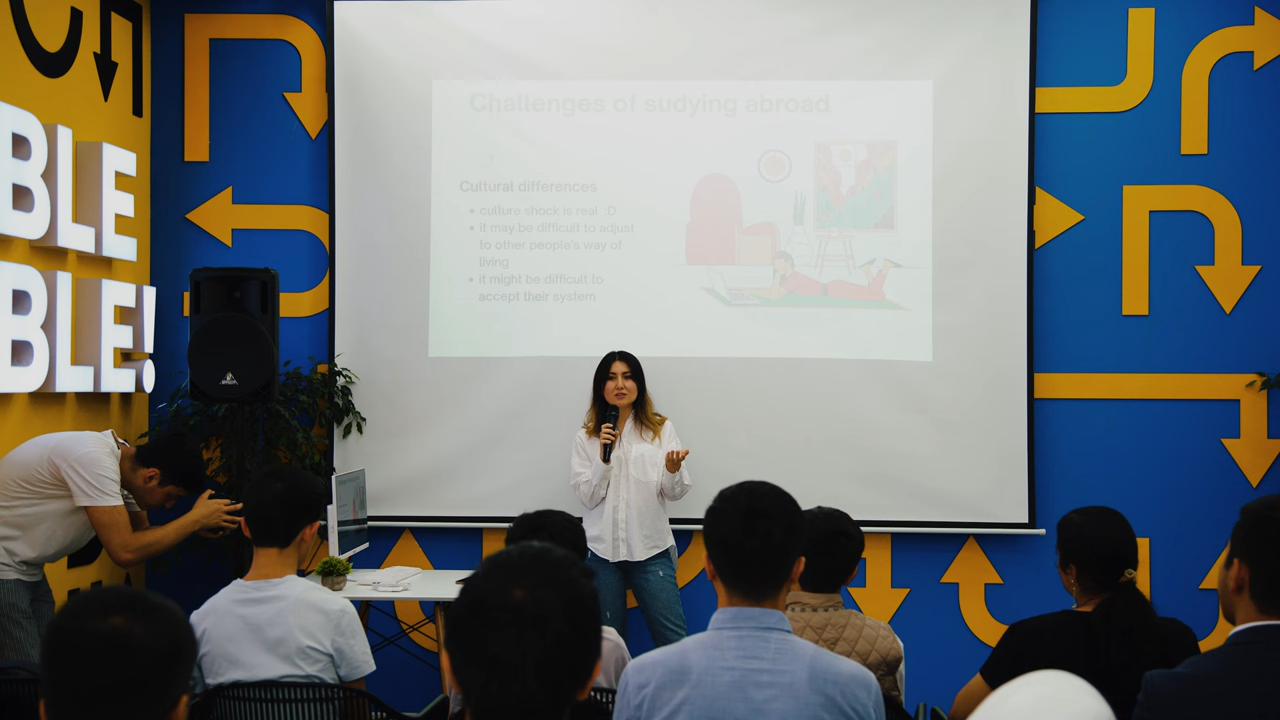 BLE
BLE!
Challenges of sudying abroad
Cultural differences
• culture shock is real :D
• it may be difficult to adjust
to other people's way of
living
• it might be difficult to
accept their system